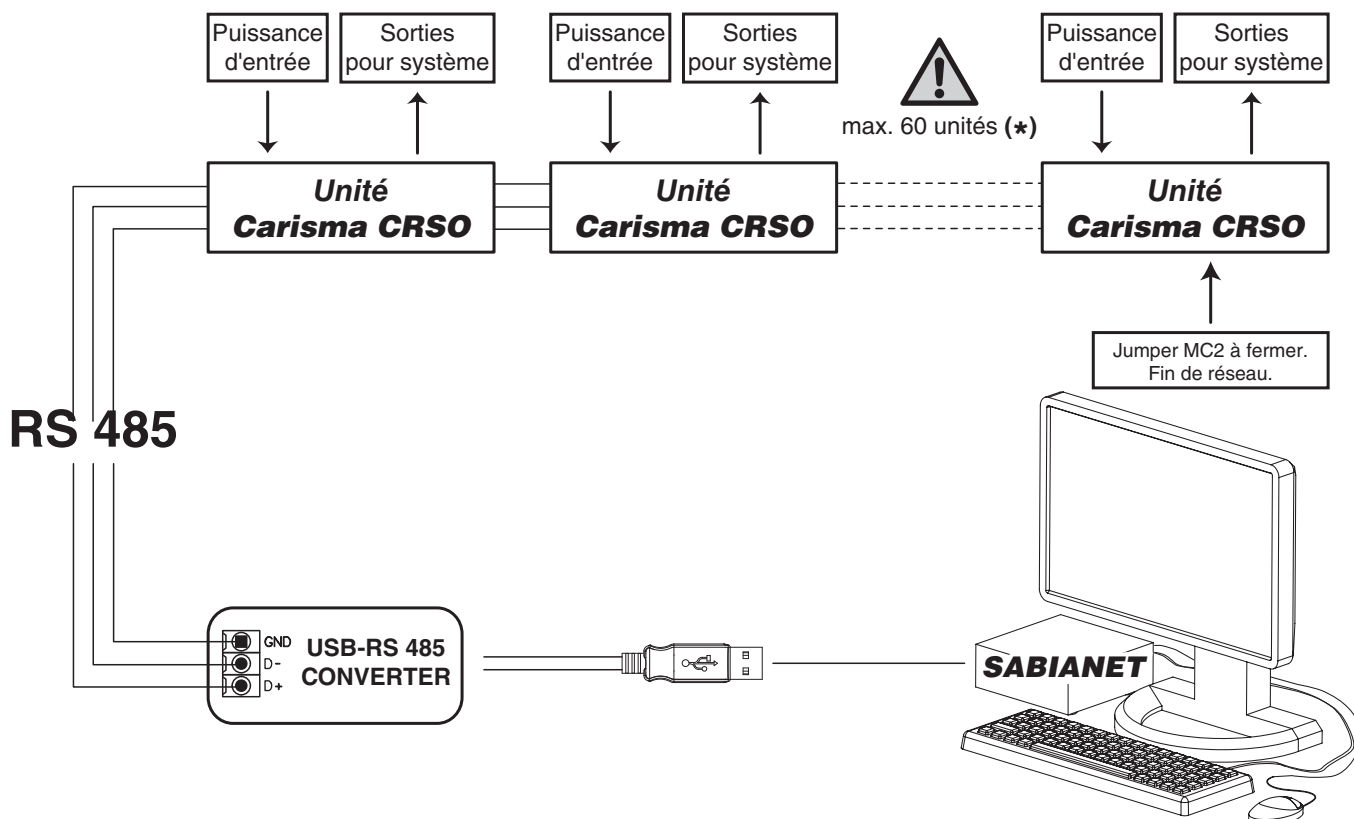 Puissance
d'entrée
Sorties
pour système
Puissance
d'entrée
Sorties
pour système
max. 60 unités (*)
Puissance
d'entrée
Sorties
pour système
Unité
Carisma CRSO
Unité
Carisma CRSO
Unité
Carisma CRSO
Jumper MC2 à fermer.
Fin de réseau.
RS 485
GND
D-
D+
USB-RS 485
CONVERTER
SABIANET